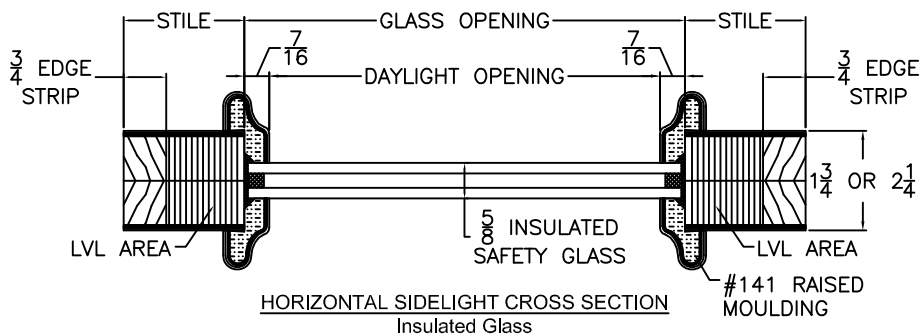 STILE
GLASS OPENING
STILE
7/16
7/16
3/4 EDGE
STRIP
DAYLIGHT OPENING
3/4 EDGE
STRIP
1 3/4 OR 2 1/4
LVL AREA
5/8 INSULATED
SAFETY GLASS
LVL AREA
#141 RAISED
MOULDING
HORIZONTAL SIDELIGHT CROSS SECTION
Insulated Glass